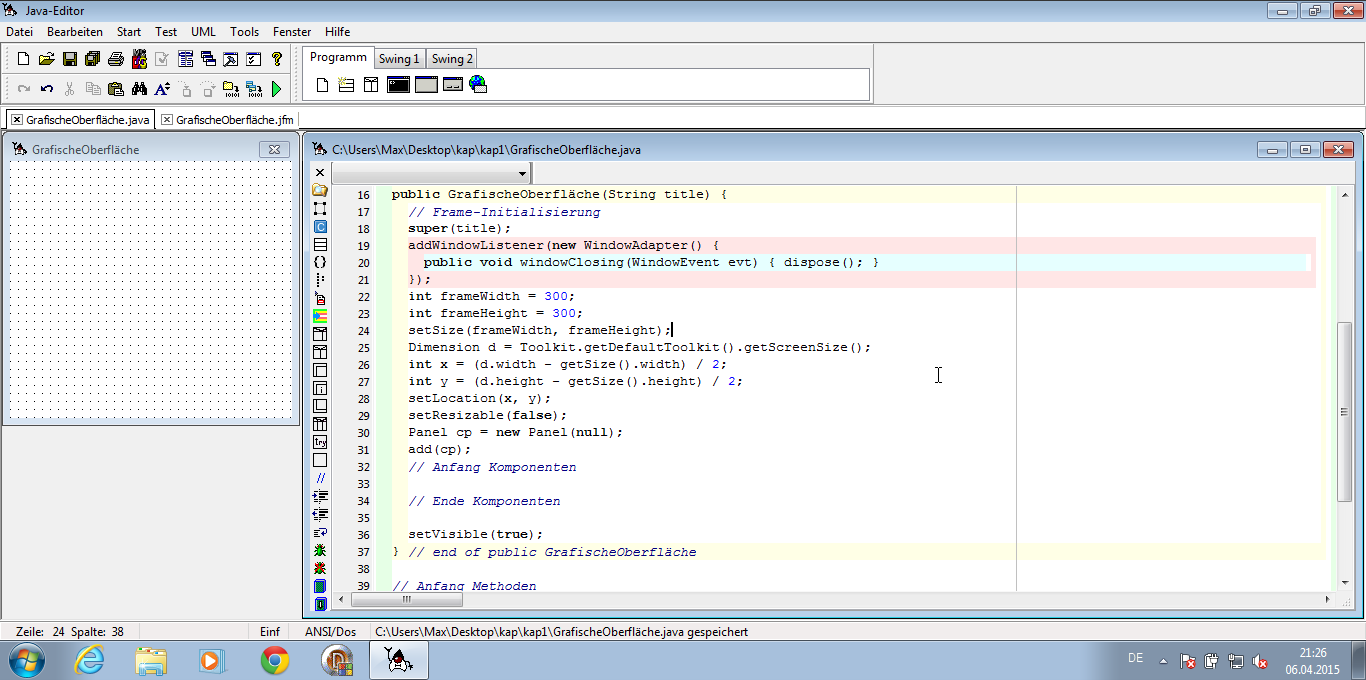 Java-Editor
Datei Bearbeiten Start Test UML Tools Fenster Hilfe
Programm Swing 1 Swing 2
GrafischeOberfläche.java GrafischeOberfläche.jfm
GrafischeOberfläche
C:\Users\Max\Desktop\kap\kap1\GrafischeOberfläche.java
16 public GrafischeOberfläche(String title) {
17 // Frame-Initialisierung
18 super(title);
19 addWindowListener(new WindowAdapter() {
20 public void windowClosing(WindowEvent evt) { dispose(); }
21 });
22 int frameWidth = 300;
23 int frameHeight = 300;
24 setSize(frameWidth, frameHeight);
25 Dimension d = Toolkit.getDefaultToolkit().getScreenSize();
26 int x = (d.width - getSize().width) / 2;
27 int y = (d.height - getSize().height) / 2;
28 setLocation(x, y);
29 setResizable(false);
30 Panel cp = new Panel(null);
31 add(cp);
32 // Anfang Komponenten
33
34 // Ende Komponenten
35
36 setVisible(true);
37 } // end of public GrafischeOberfläche
38
39 // Anfang Methoden
try
Zeile: 24 Spalte: 38 Einf ANSI/Dos C:\Users\Max\Desktop\kap\kap1\GrafischeOberfläche.java gespeichert
DE
21:26
06.04.2015